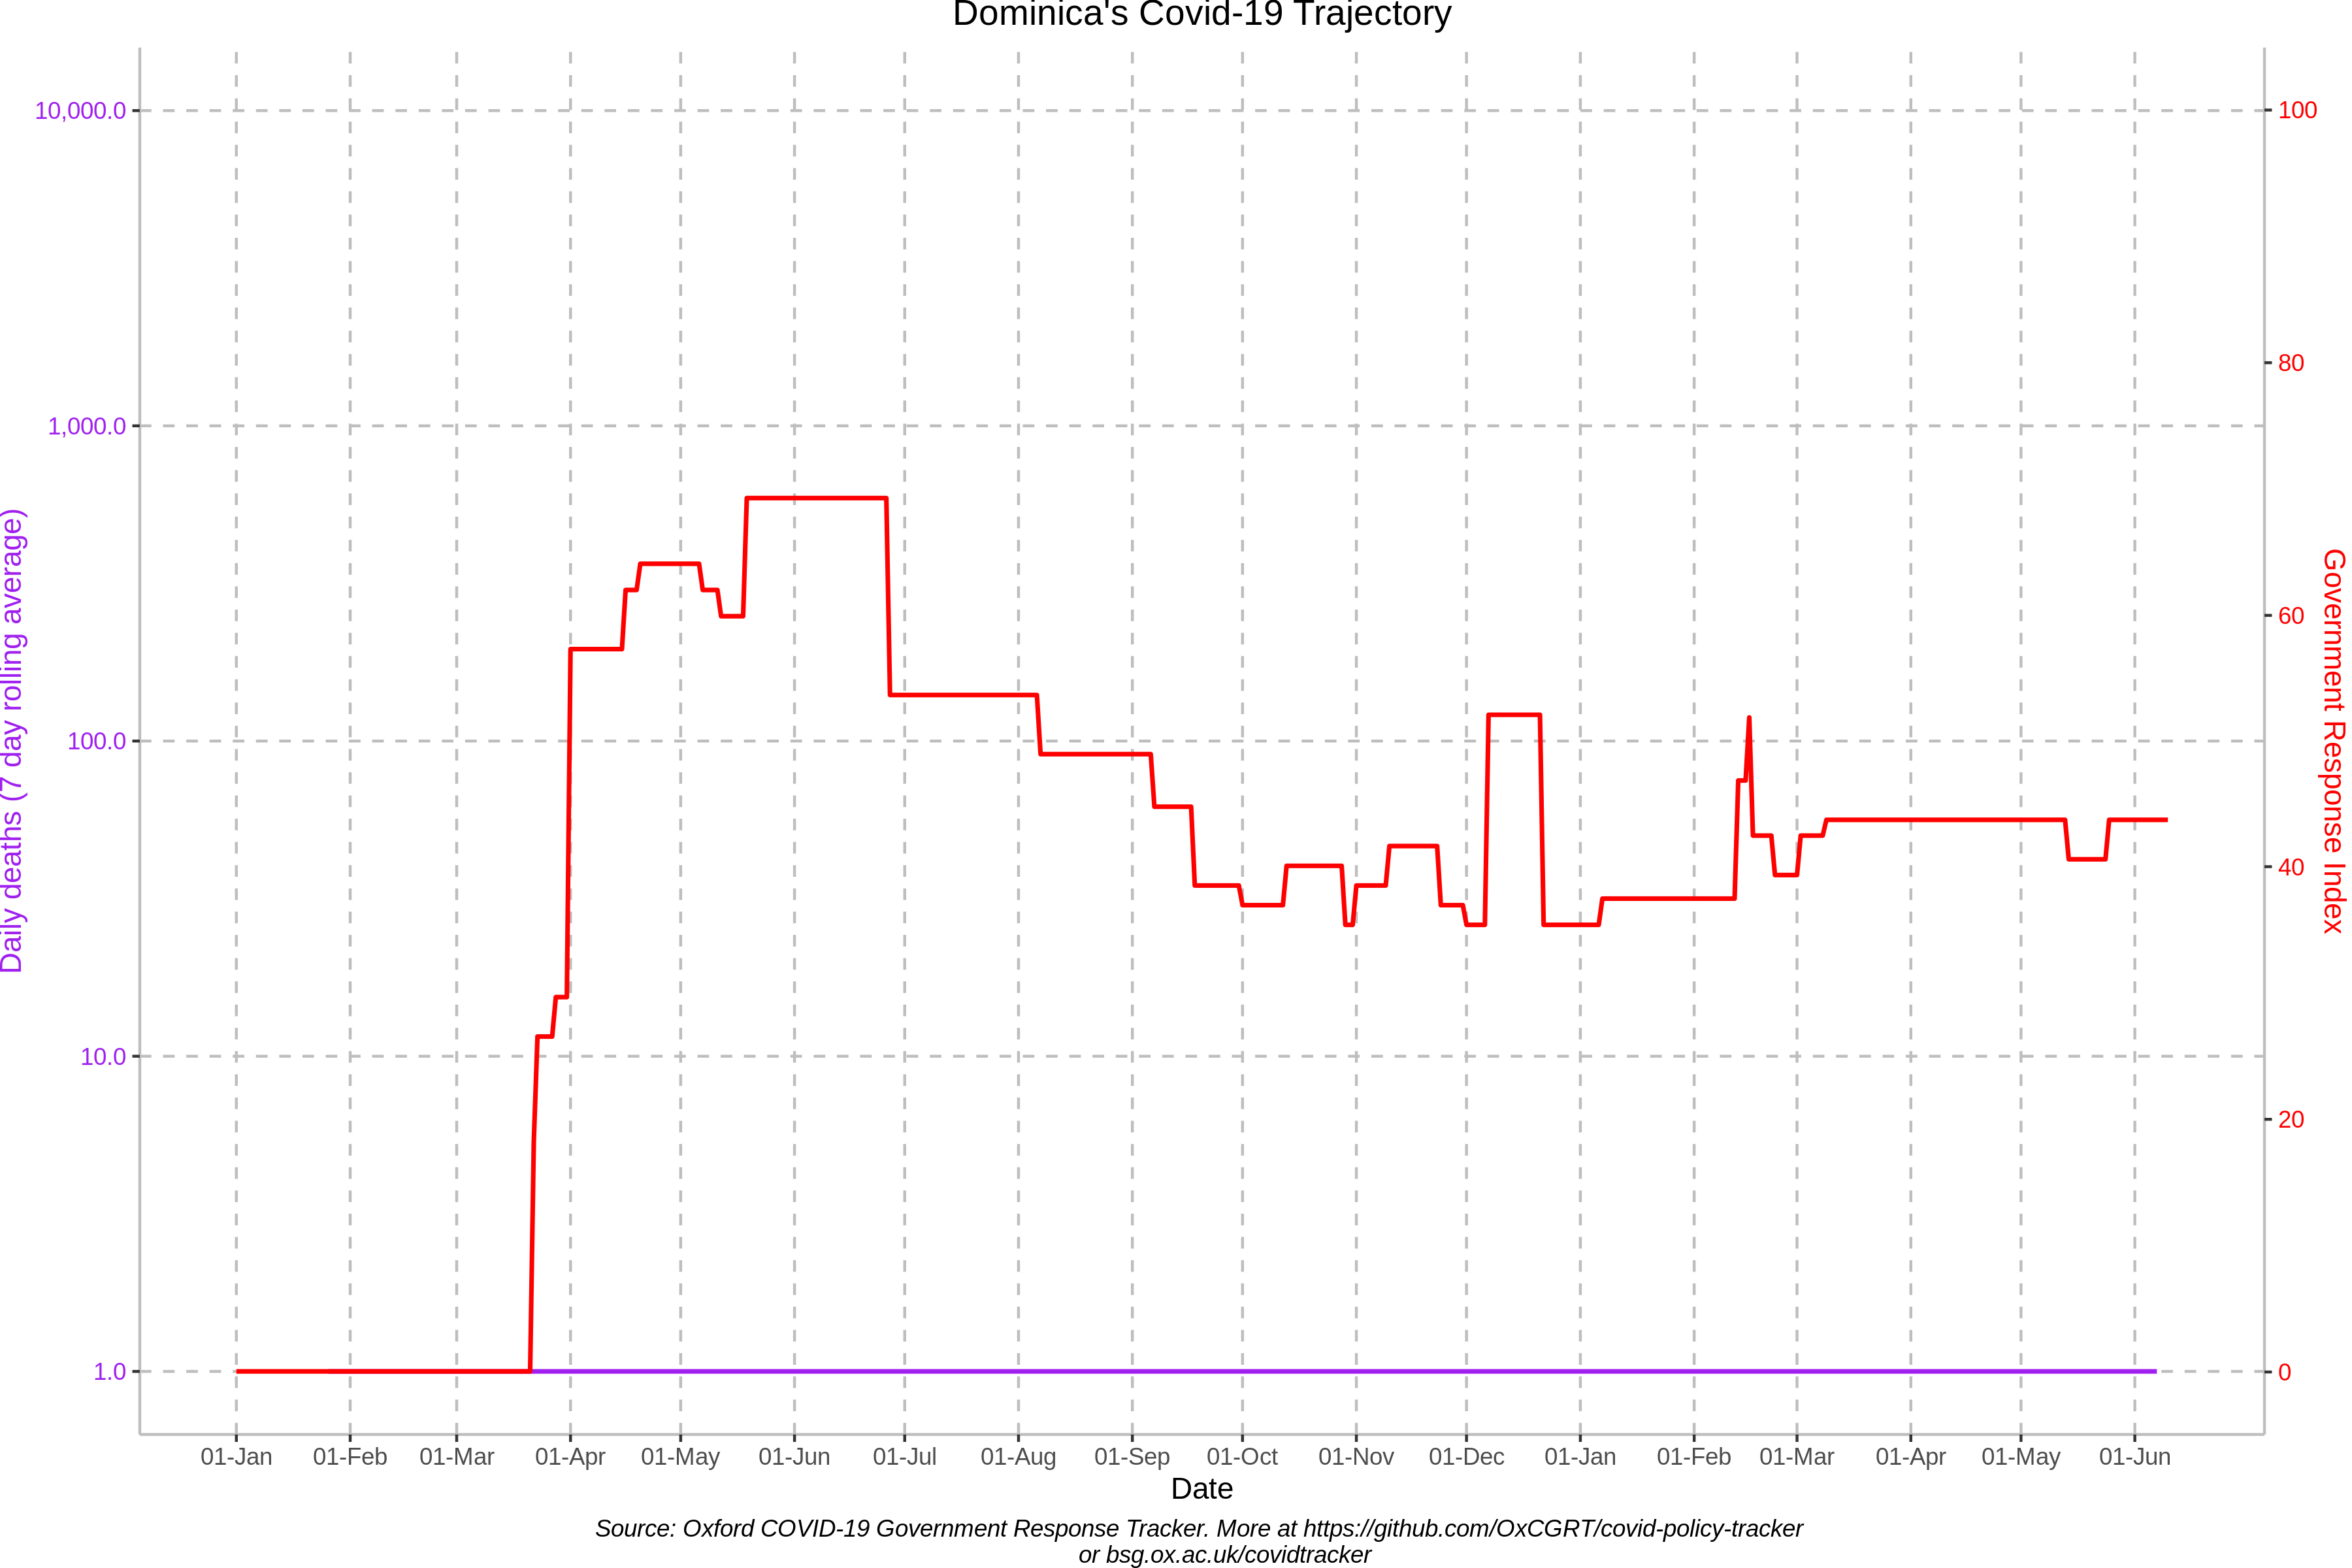 Dominica's Covid-19 Trajectory
10,000.0
1,000.0
100.0
10.0
1.0
Daily deaths (7 day rolling average)
100
80
60
40
20
0
Government Response Index
01-Jan 01-Feb 01-Mar 01-Apr 01-May 01-Jun 01-Jul 01-Aug 01-Sep 01-Oct 01-Nov 01-Dec 01-Jan 01-Feb 01-Mar 01-Apr 01-May 01-Jun
Date
Source: Oxford COVID-19 Government Response Tracker. More at https://github.com/OxCGRT/covid-policy-tracker
or bsg.ox.ac.uk/covidtracker